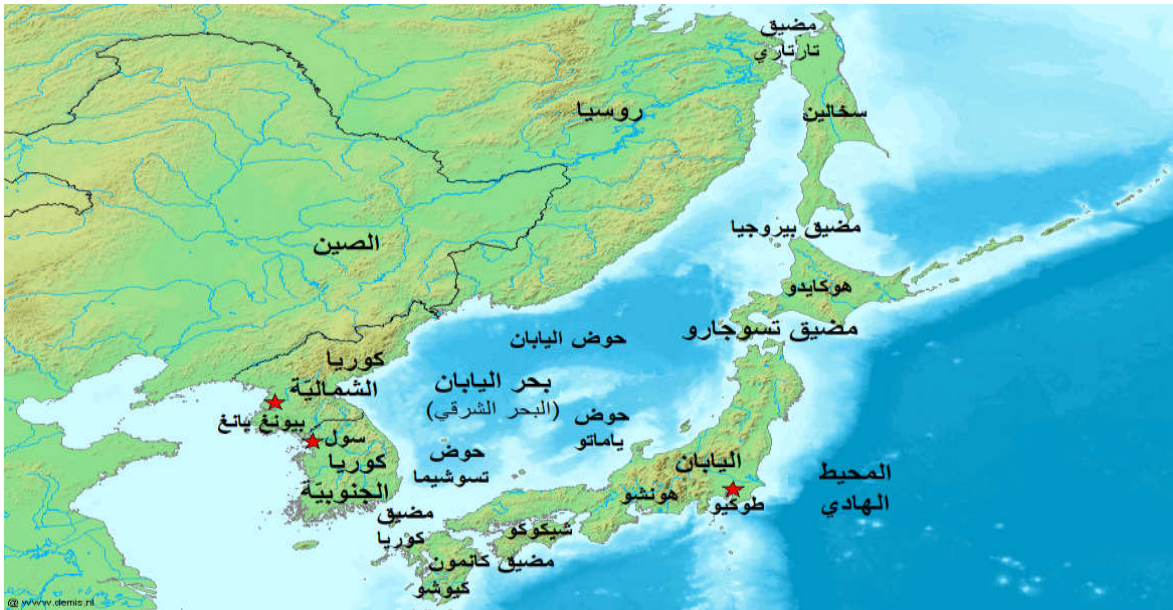 مضيق
تارتاري
سخالين
روسيا
مضيق بيروجيا
الصين
هوكايدو
مضيق تسوجارو
حوض اليابان
كوريا
الشماليّة
بحر اليابان
(البحر الشرقي)
حوض
ياماتو
بيونغ يانغ
سول
كوريا
الجنوبيّة
حوض
تسوشيما
اليابان
هونشو
طوكيو
المحيط
الهادي
مضيق
كوريا
شيكوكو
مضيق كانمون
كيوشو
@ www.demis.nl